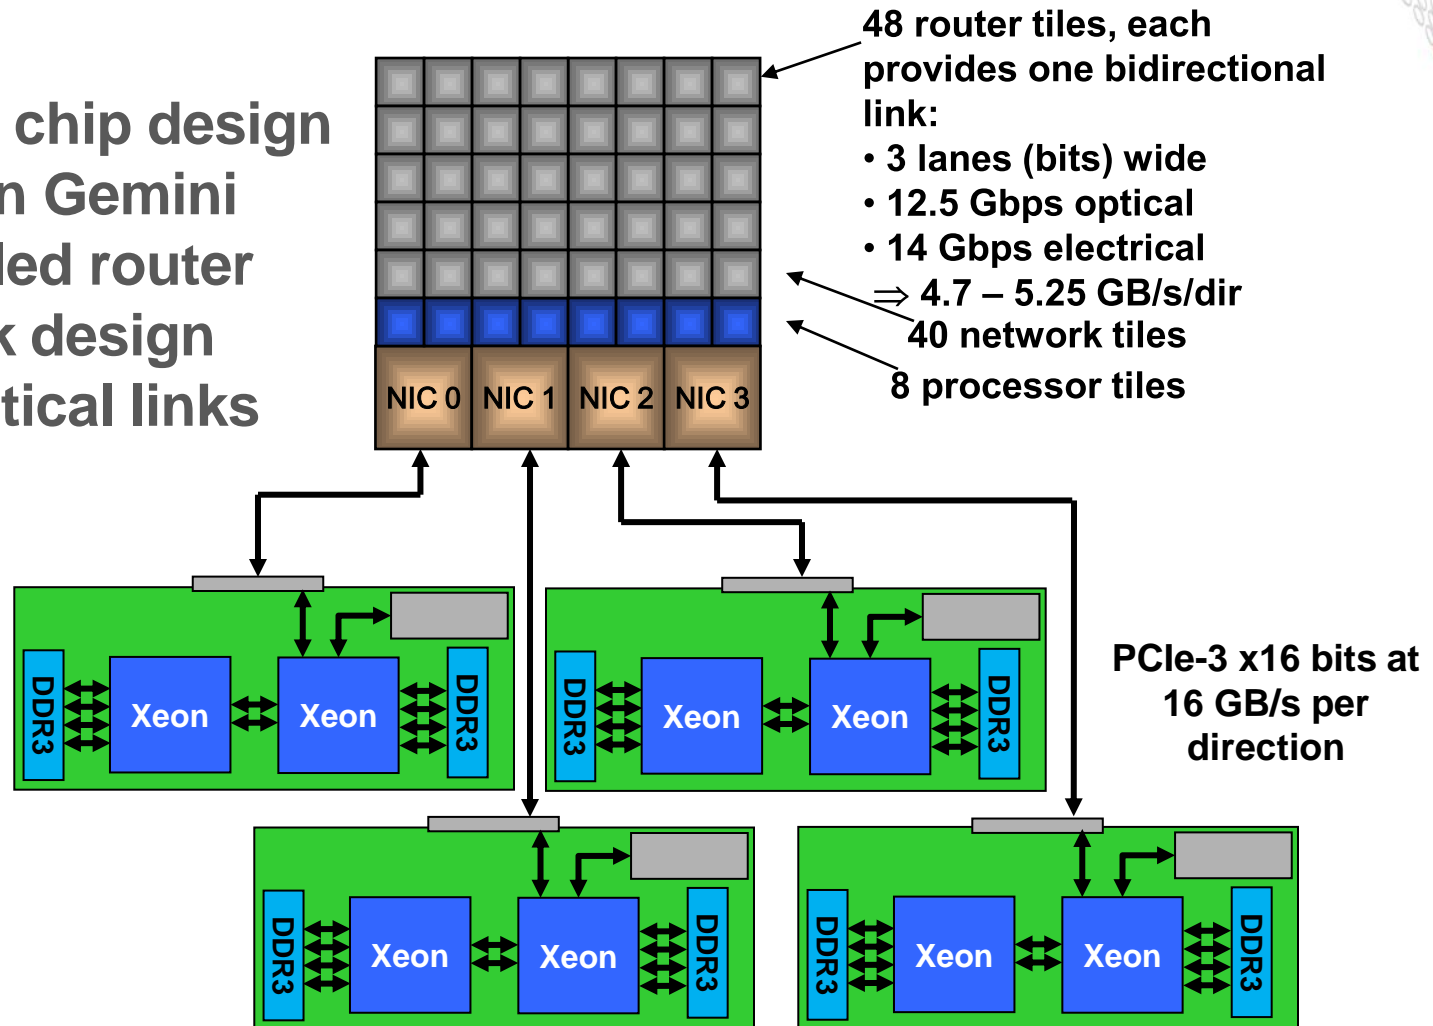 chip design
n Gemini
led router
k design
tical links
48 router tiles, each
provides one bidirectional
link:
• 3 lanes (bits) wide
• 12.5 Gbps optical
• 14 Gbps electrical
⇒ 4.7 – 5.25 GB/s/dir
40 network tiles
8 processor tiles
NIC 0 NIC 1 NIC 2 NIC 3
DDR3 Xeon Xeon DDR3
DDR3 Xeon Xeon DDR3
PCIe-3 x16 bits at
16 GB/s per
direction
DDR3 Xeon Xeon DDR3
DDR3 Xeon Xeon DDR3